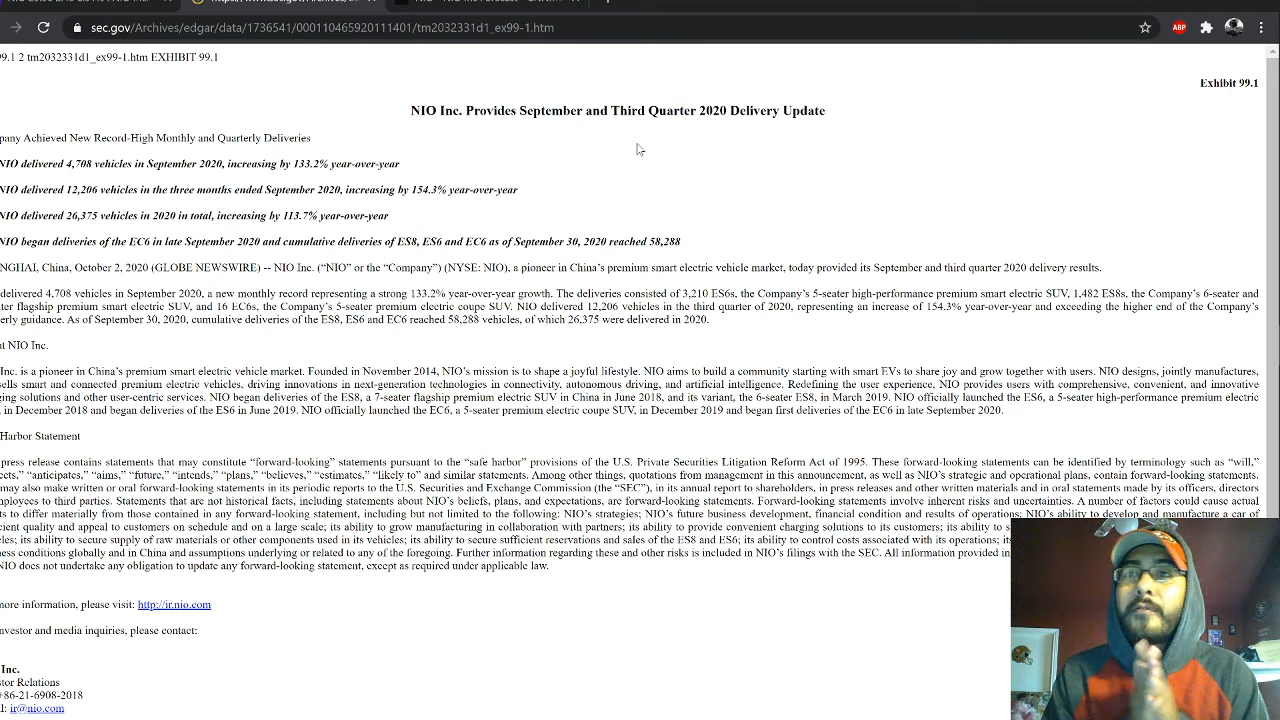 sec.gov/Archives/edgar/data/1736541/000110465920111401/tm2032331d1_ex99-1.htm
ABP
99.1 2 tm2032331d1_ex99-1.htm EXHIBIT 99.1
Exhibit 99.1
NIO Inc. Provides September and Third Quarter 2020 Delivery Update
pany Achieved New Record-High Monthly and Quarterly Deliveries
NIO delivered 4,708 vehicles in September 2020, increasing by 133.2% year-over-year
NIO delivered 12,206 vehicles in the three months ended September 2020, increasing by 154.3% year-over-year
NIO delivered 26,375 vehicles in 2020 in total, increasing by 113.7% year-over-year
NIO began deliveries of the EC6 in late September 2020 and cumulative deliveries of ES8, ES6 and EC6 as of September 30, 2020 reached 58,288
NGHAI, China, October 2, 2020 (GLOBE NEWSWIRE) -- NIO Inc. (“NIO” or the “Company”) (NYSE: NIO), a pioneer in China’s premium smart electric vehicle market, today provided its September and third quarter 2020 delivery results.
delivered 4,708 vehicles in September 2020, a new monthly record representing a strong 133.2% year-over-year growth. The deliveries consisted of 3,210 ES6s, the Company’s 5-seater high-performance premium smart electric SUV, 1,482 ES8s, the Company’s 6-seater and
ter flagship premium smart electric SUV, and 16 EC6s, the Company’s 5-seater premium electric coupe SUV. NIO delivered 12,206 vehicles in the third quarter of 2020, representing an increase of 154.3% year-over-year and exceeding the higher end of the Company’s
erly guidance. As of September 30, 2020, cumulative deliveries of the ES8, ES6 and EC6 reached 58,288 vehicles, of which 26,375 were delivered in 2020.
t NIO Inc.
Inc. is a pioneer in China’s premium smart electric vehicle market. Founded in November 2014, NIO’s mission is to shape a joyful lifestyle. NIO aims to build a community starting with smart EVs to share joy and grow together with users. NIO designs, jointly manufactures,
sells smart and connected premium electric vehicles, driving innovations in next-generation technologies in connectivity, autonomous driving, and artificial intelligence. Redefining the user experience, NIO provides users with comprehensive, convenient, and innovative
ging solutions and other user-centric services. NIO began deliveries of the ES8, a 7-seater flagship premium electric SUV in China in June 2018, and its variant, the 6-seater ES8, in March 2019. NIO officially launched the ES6, a 5-seater high-performance premium electric
, in December 2018 and began deliveries of the ES6 in June 2019. NIO officially launched the EC6, a 5-seater premium electric coupe SUV, in December 2019 and began first deliveries of the EC6 in late September 2020.
Harbor Statement
press release contains statements that may constitute “forward-looking” statements pursuant to the “safe harbor” provisions of the U.S. Private Securities Litigation Reform Act of 1995. These forward-looking statements can be identified by terminology such as “will,”
ects,” “anticipates,” “aims,” “future,” “intends,” “plans,” “believes,” “estimates,” “likely to” and similar statements. Among other things, quotations from management in this announcement, as well as NIO’s strategic and operational plans, contain forward-looking statements.
may also make written or oral forward-looking statements in its periodic reports to the U.S. Securities and Exchange Commission (the “SEC”), in its annual report to shareholders, in press releases and other written materials and in oral statements made by its officers, directors
mployees to third parties. Statements that are not historical facts, including statements about NIO’s beliefs, plans, and expectations, are forward-looking statements. Forward-looking statements involve inherent risks and uncertainties. A number of factors could cause actual
ts to differ materially from those contained in any forward-looking statement, including but not limited to the following: NIO’s strategies; NIO’s future business development, financial condition and results of operations; NIO’s ability to develop and manufacture a car of
cient quality and appeal to customers on schedule and on a large scale; its ability to grow manufacturing in collaboration with partners; its ability to provide convenient charging solutions to its customers; its ability to
les; its ability to secure supply of raw materials or other components used in its vehicles; its ability to secure sufficient reservations and sales of the ES8 and ES6; its ability to control costs associated with its operations;
ness conditions globally and in China and assumptions underlying or related to any of the foregoing. Further information regarding these and other risks is included in NIO’s filings with the SEC. All information provided in
NIO does not undertake any obligation to update any forward-looking statement, except as required under applicable law.
more information, please visit: http://ir.nio.com
nvestor and media inquiries, please contact:
Inc.
stor Relations
+86-21-6908-2018
l: ir@nio.com